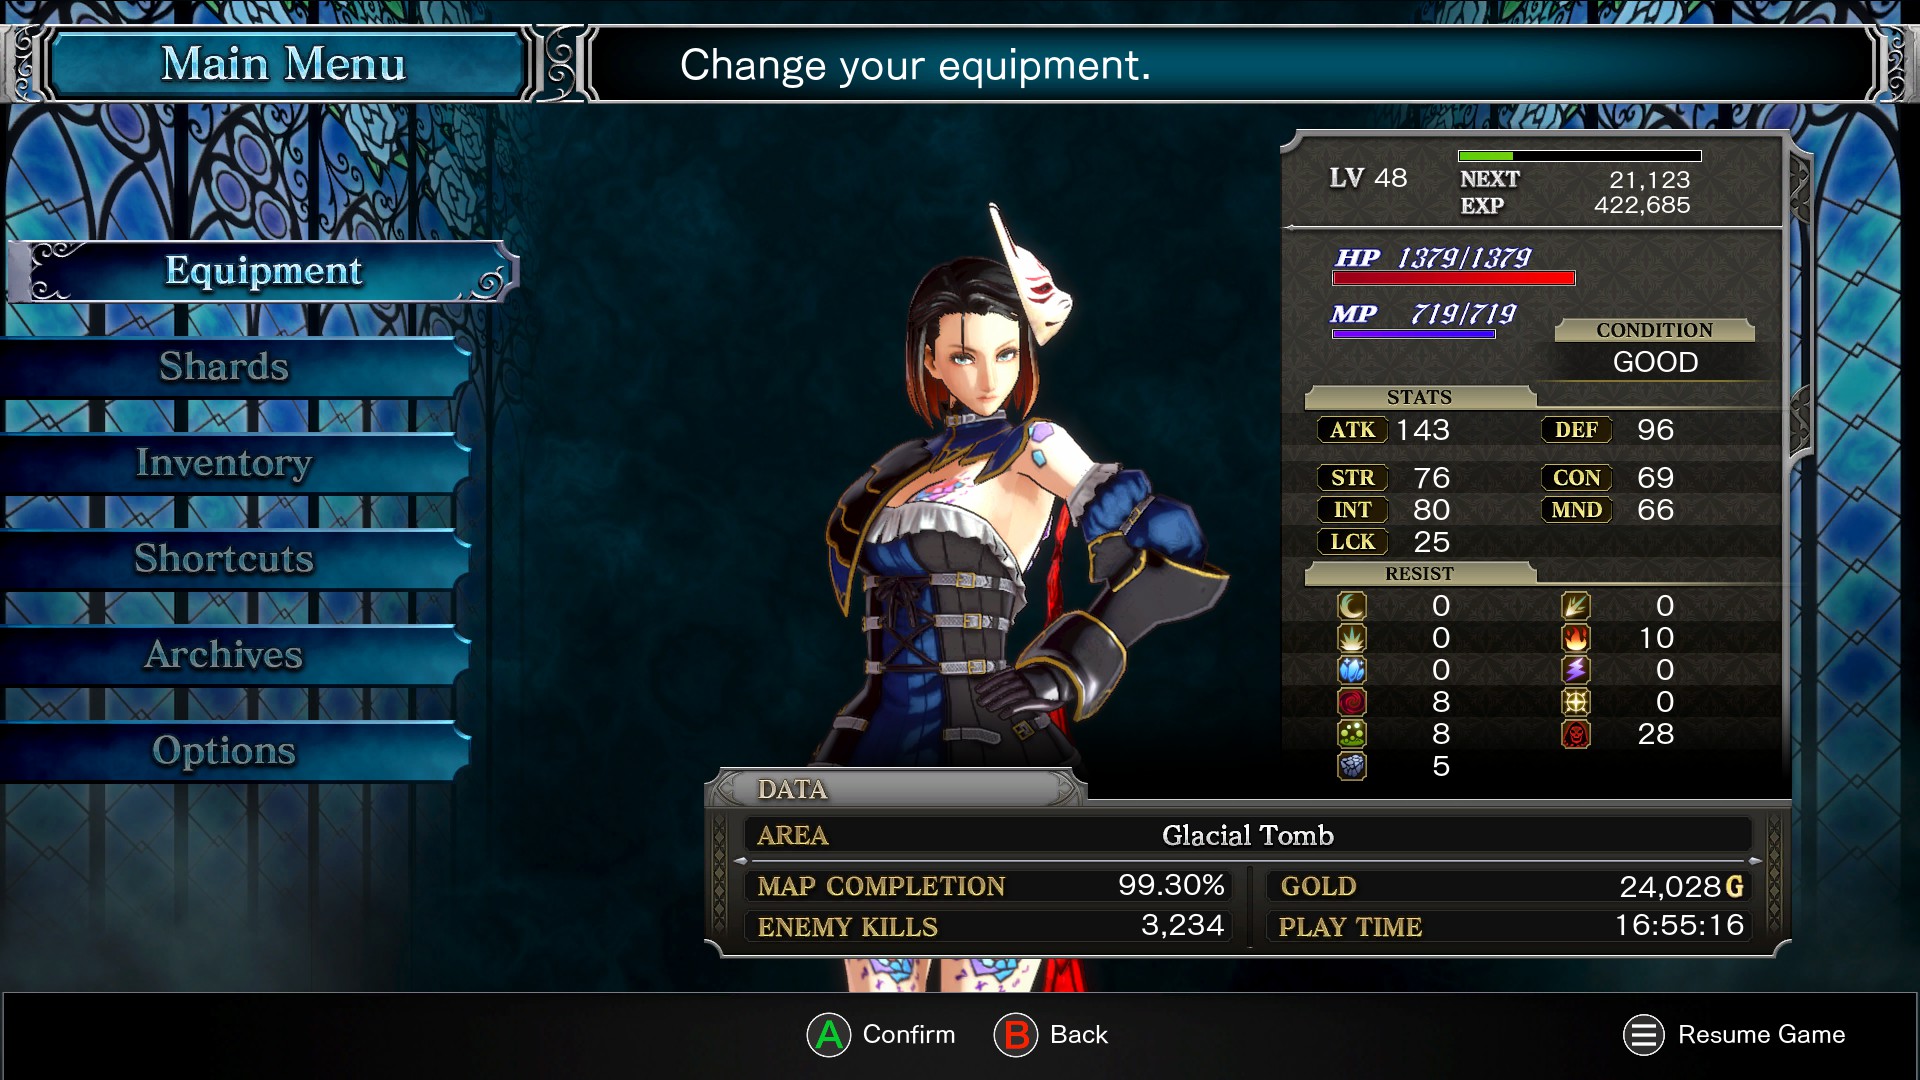 Main Menu
Change your equipment.
Equipment
Shards
Inventory
Shortcuts
Archives
Options
LV 48
NEXT 21,123
EXP 422,685
HP 1379/1379
MP 719/719
CONDITION
GOOD
STATS
ATK 143 DEF 96
STR 76 CON 69
INT 80 MND 66
LCK 25
RESIST
0 0
0 10
0 0
8 0
8 28
5
DATA
AREA Glacial Tomb
MAP COMPLETION 99.30% GOLD 24,028G
ENEMY KILLS 3,234 PLAY TIME 16:55:16
A Confirm B Back Resume Game